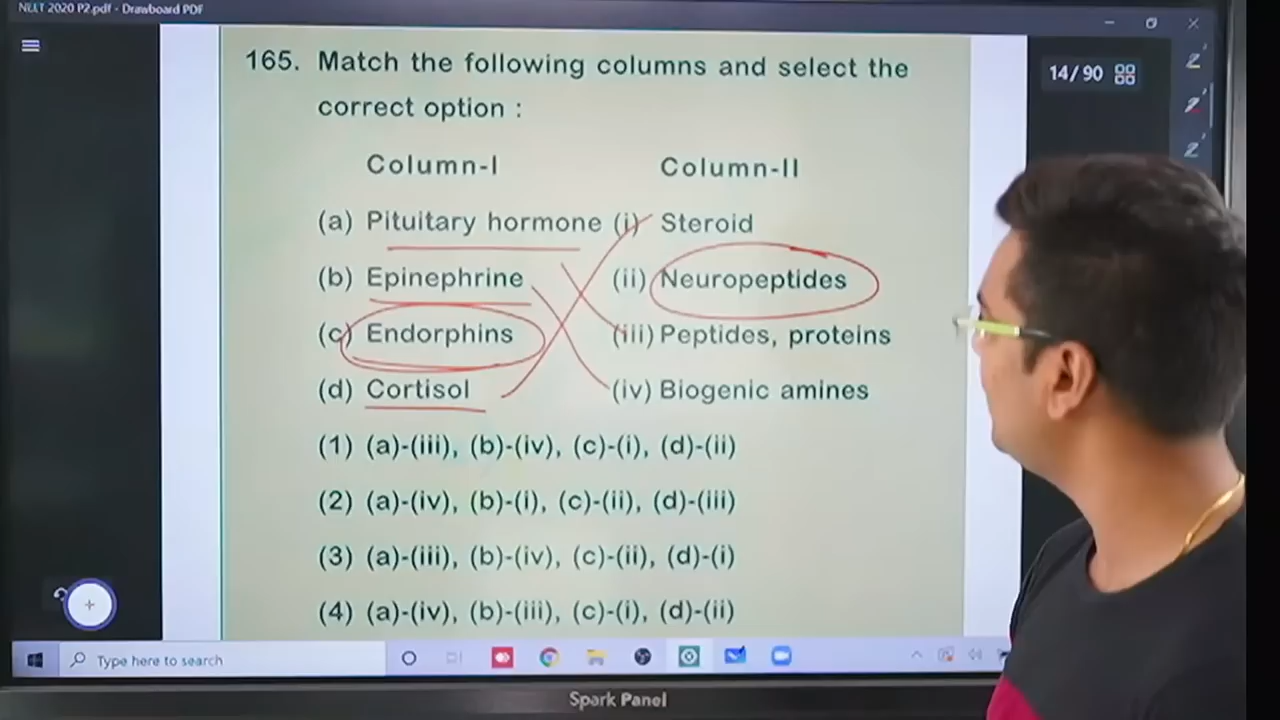 NEET 2020 P2.pdf - Drawboard PDF
14/90
165. Match the following columns and select the
correct option :
Column-I Column-II
(a) Pituitary hormone (i) Steroid
(b) Epinephrine (ii) Neuropeptides
(c) Endorphins (iii) Peptides, proteins
(d) Cortisol (iv) Biogenic amines
(1) (a)-(iii), (b)-(iv), (c)-(i), (d)-(ii)
(2) (a)-(iv), (b)-(i), (c)-(ii), (d)-(iii)
(3) (a)-(iii), (b)-(iv), (c)-(ii), (d)-(i)
(4) (a)-(iv), (b)-(iii), (c)-(i), (d)-(ii)
Type here to search
Spark Panel